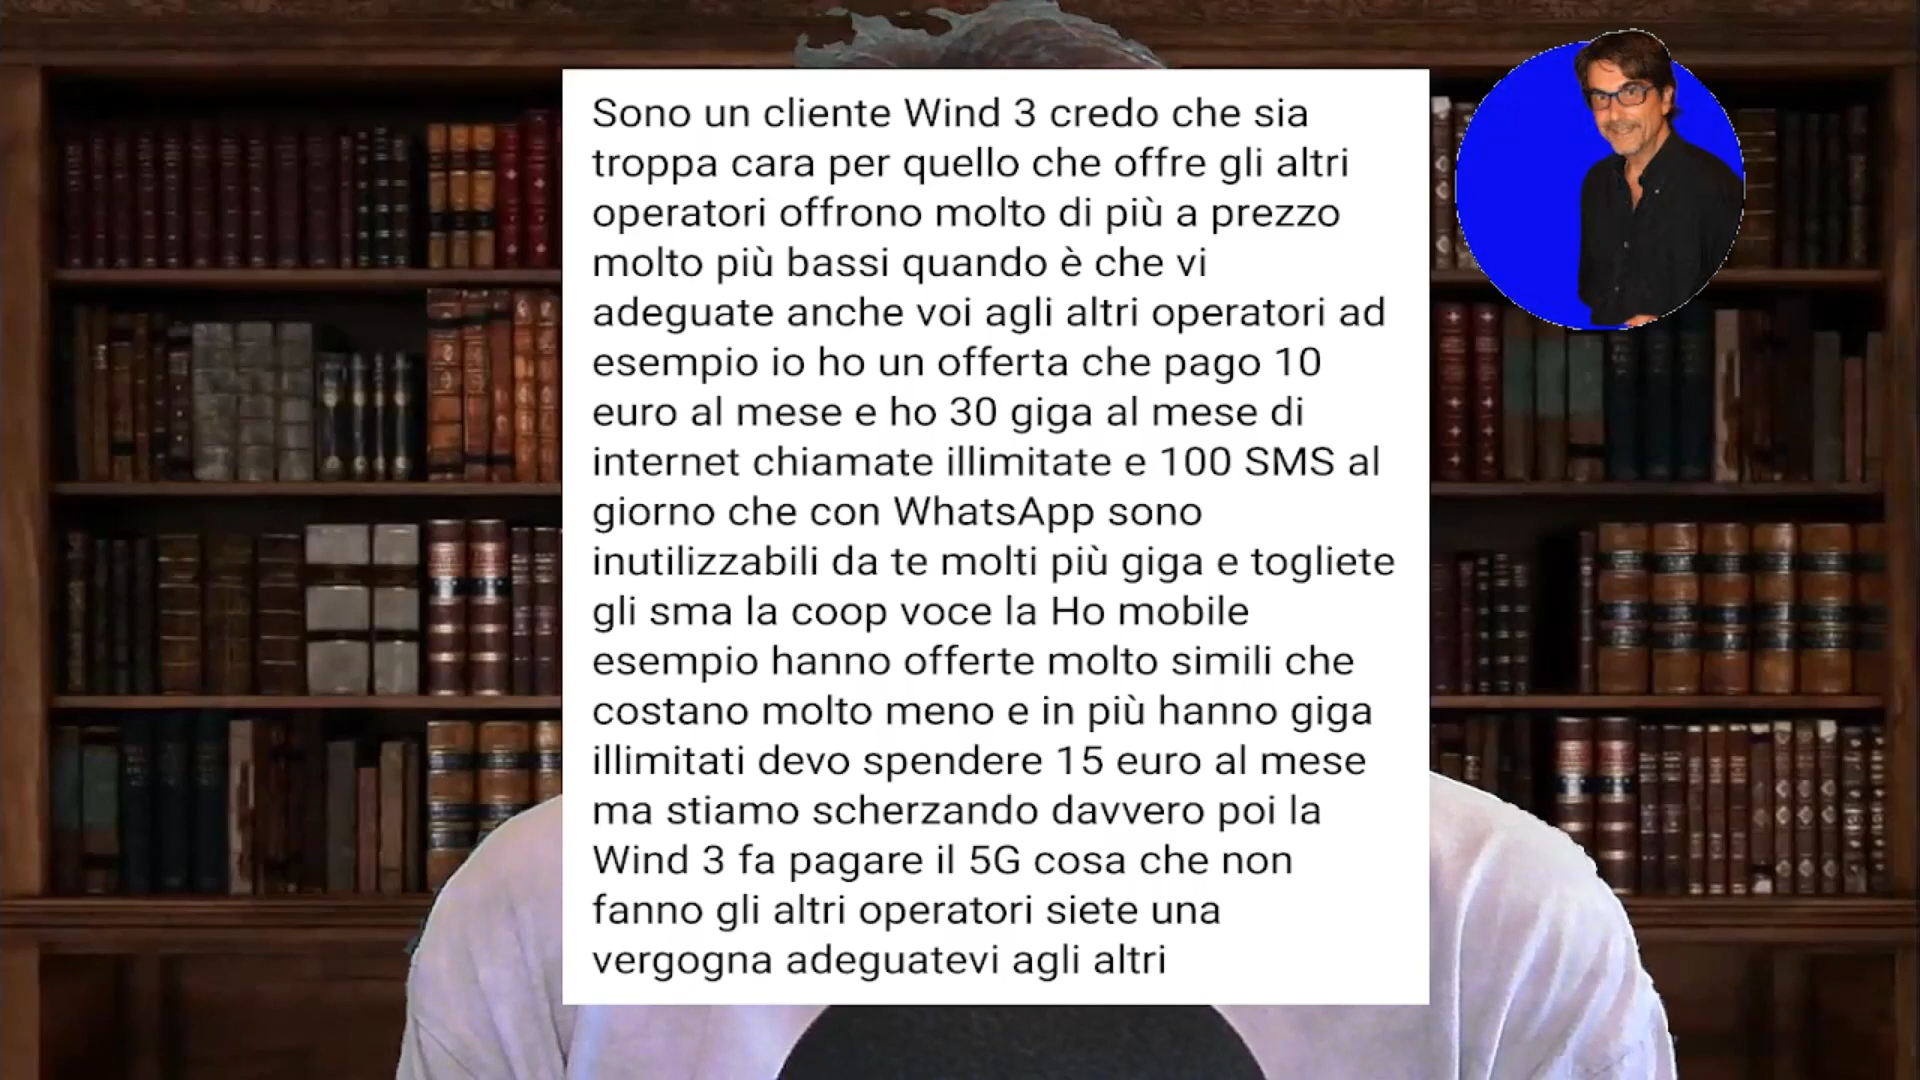 Sono un cliente Wind 3 credo che sia
troppa cara per quello che offre gli altri
operatori offrono molto di più a prezzo
molto più bassi quando è che vi
adeguate anche voi agli altri operatori ad
esempio io ho un offerta che pago 10
euro al mese e ho 30 giga al mese di
internet chiamate illimitate e 100 SMS al
giorno che con WhatsApp sono
inutilizzabili da te molti più giga e togliete
gli sma la coop voce la Ho mobile
esempio hanno offerte molto simili che
costano molto meno e in più hanno giga
illimitati devo spendere 15 euro al mese
ma stiamo scherzando davvero poi la
Wind 3 fa pagare il 5G cosa che non
fanno gli altri operatori siete una
vergogna adeguatevi agli altri